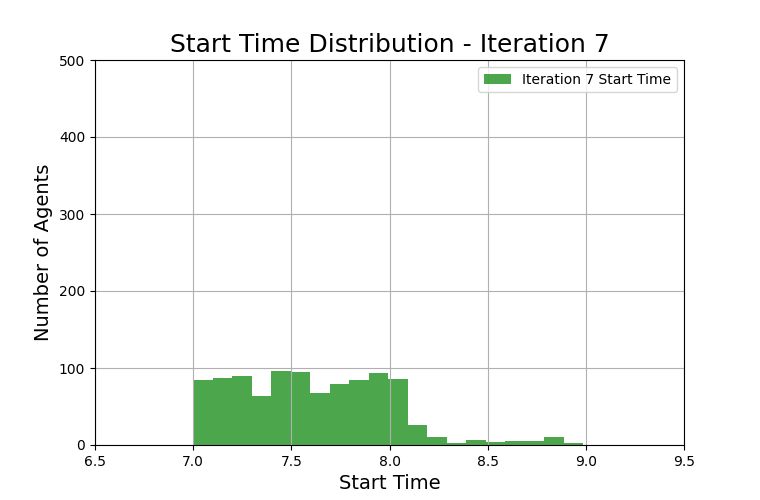 Start Time Distribution - Iteration 7
Iteration 7 Start Time
Number of Agents
500
400
300
200
100
0
6.5 7.0 7.5 8.0 8.5 9.0 9.5
Start Time